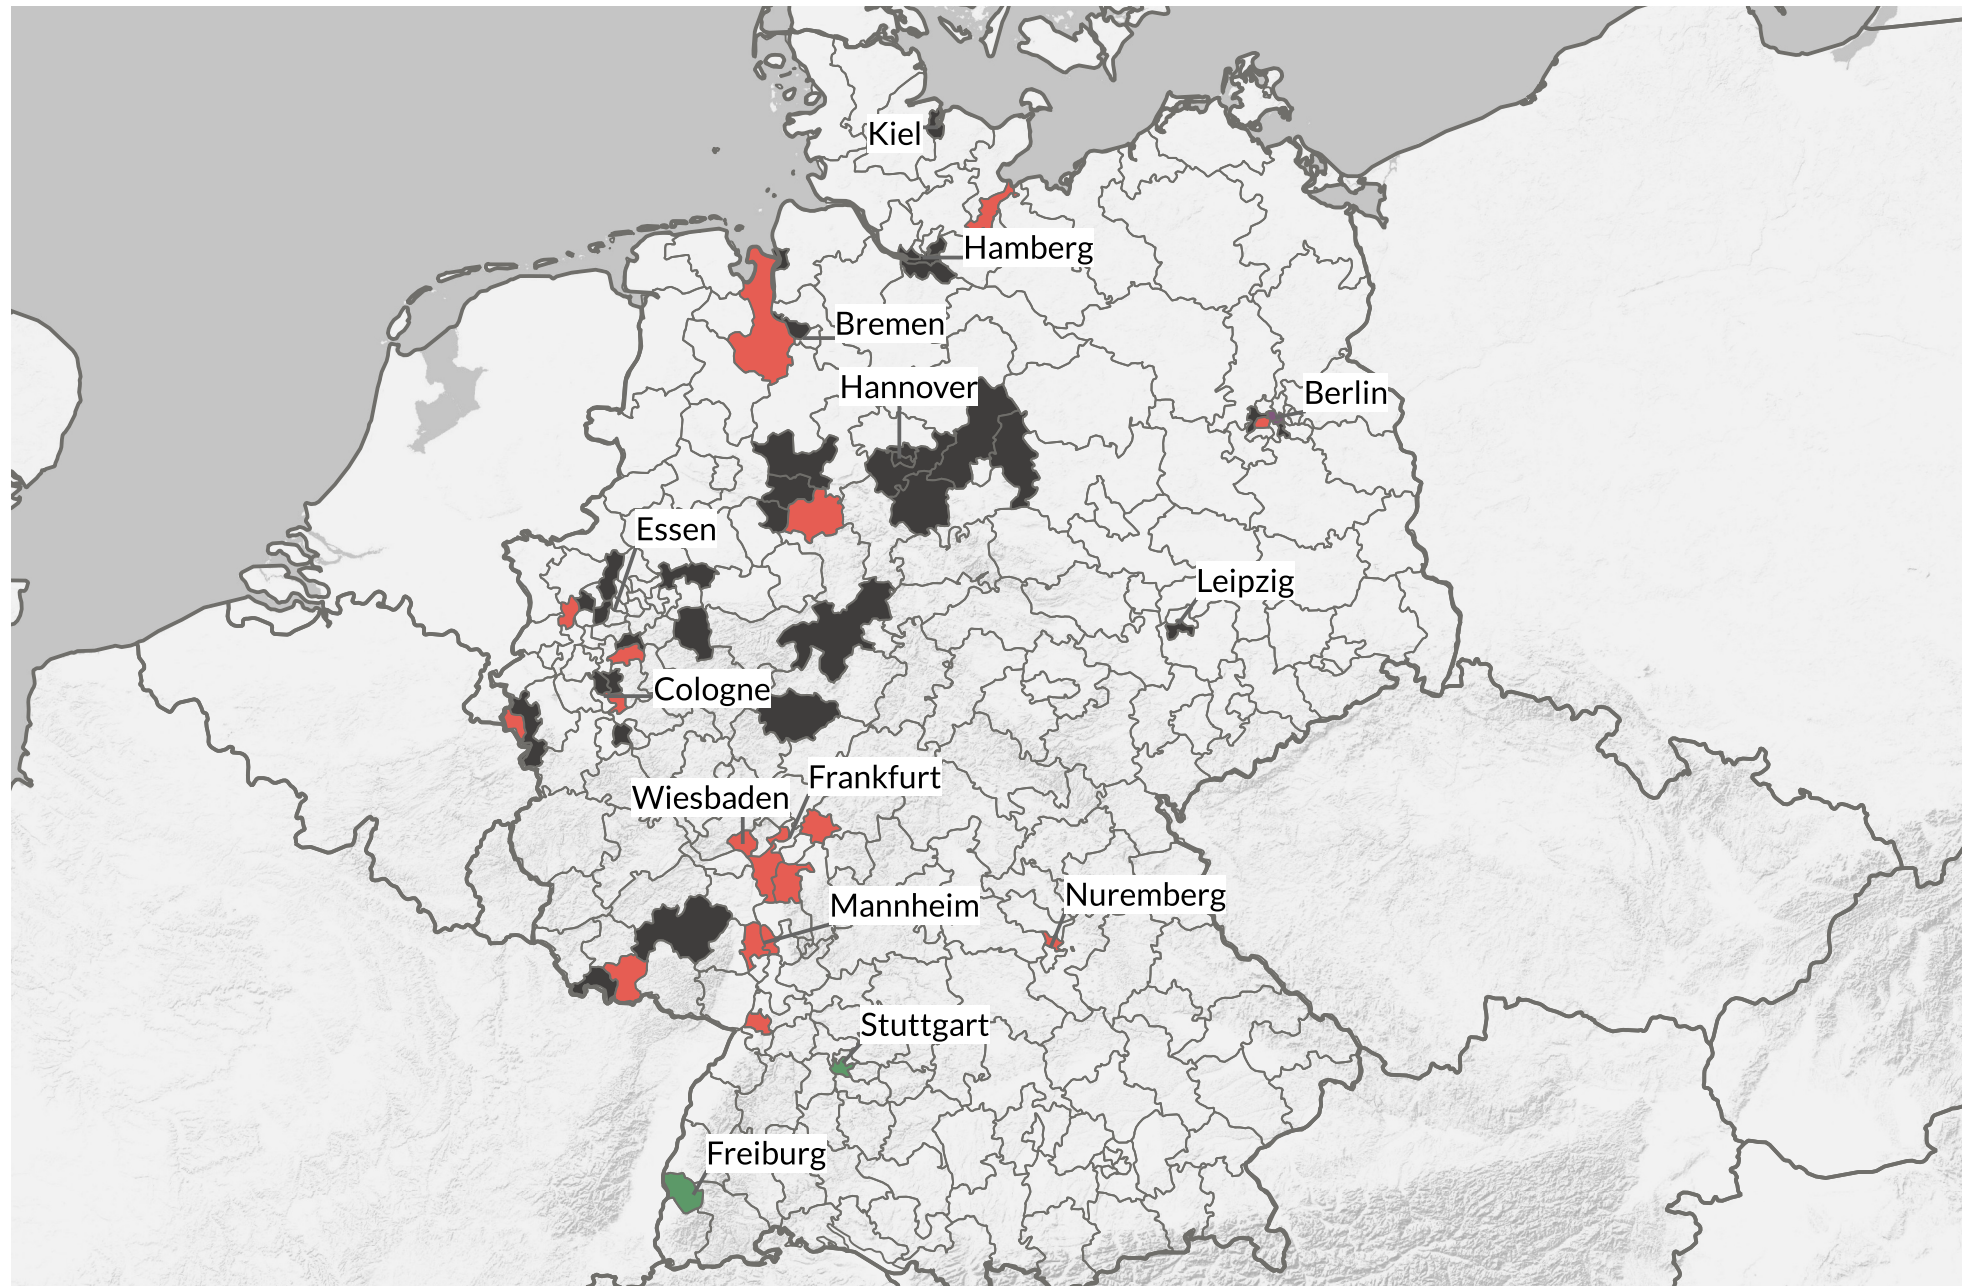 Kiel
Hamberg
Bremen
Hannover
Berlin
Essen
Leipzig
Cologne
Frankfurt
Wiesbaden
Nuremberg
Mannheim
Stuttgart
Freiburg